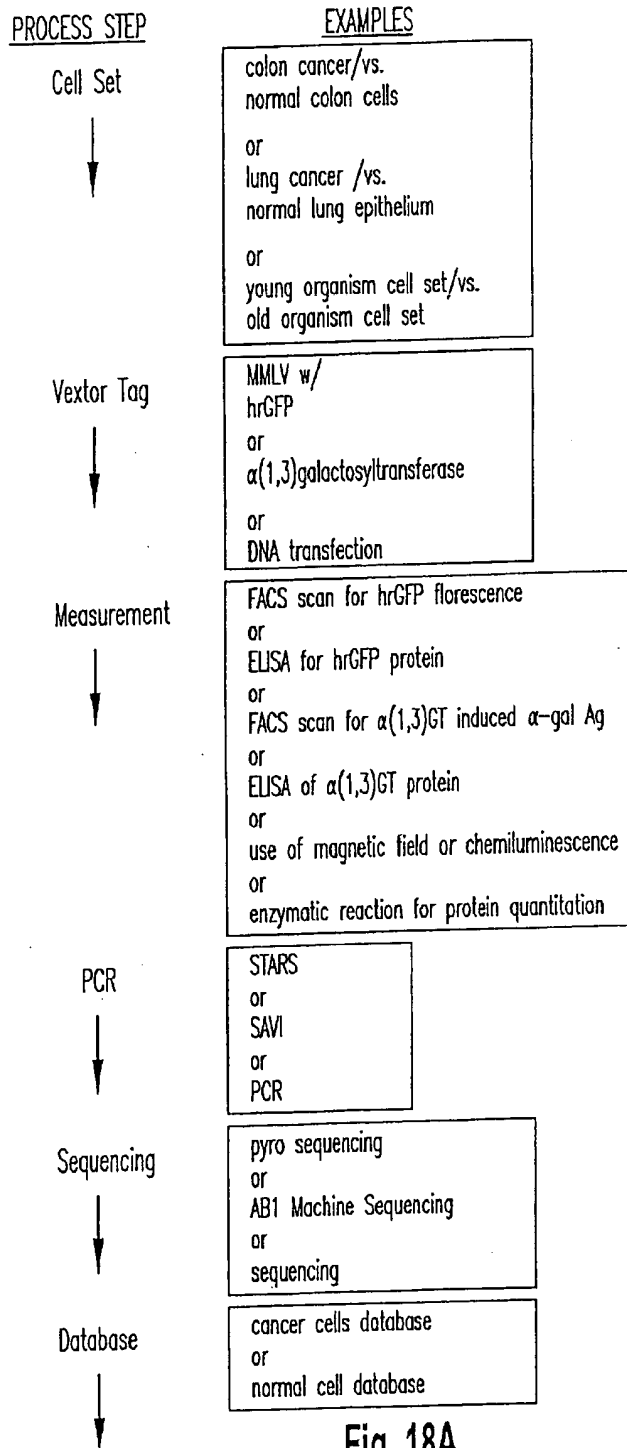 PROCESS STEP
EXAMPLES
Cell Set
colon cancer/vs.
normal colon cells
or
lung cancer /vs.
normal lung epithelium
or
young organism cell set/vs.
old organism cell set
Vextor Tag
MMLV w/
hrGFP
or
α(1,3)galactosyltransferase
or
DNA transfection
Measurement
FACS scan for hrGFP florescence
or
ELISA for hrGFP protein
or
FACS scan for α(1,3)GT induced α-gal Ag
or
ELISA of α(1,3)GT protein
or
use of magnetic field or chemiluminescence
or
enzymatic reaction for protein quantitation
PCR
STARS
or
SAVI
or
PCR
Sequencing
pyro sequencing
or
AB1 Machine Sequencing
or
sequencing
Database
cancer cells database
or
normal cell database
Fig. 18A